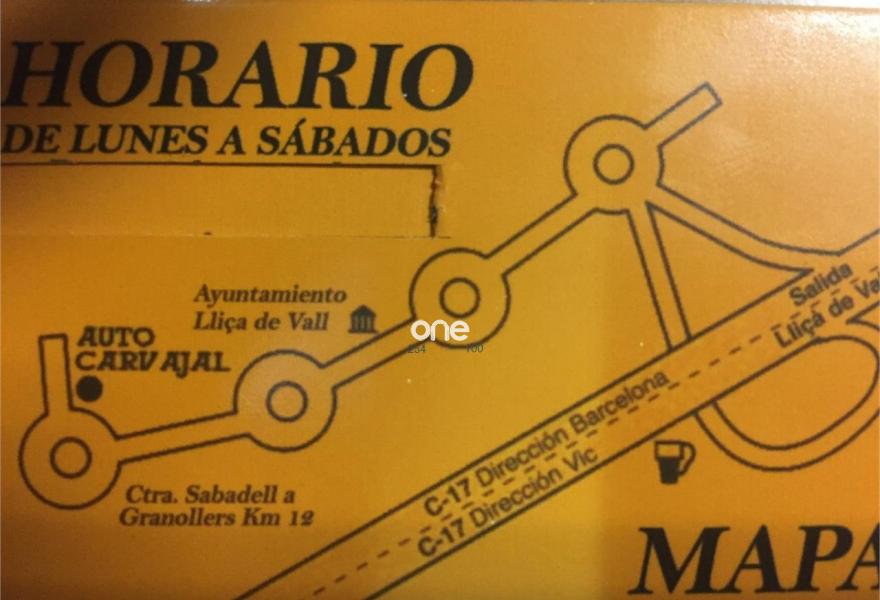 HORARIO
DE LUNES A SÁBADOS
Ayuntamiento
Lliça de Vall
AUTO
CARVAJAL
one
Salida
Lliçà de Va
C-17 Dirección Barcelona
C-17 Dirección Vic
Ctra. Sabadell a
Granollers Km 12
MAPA